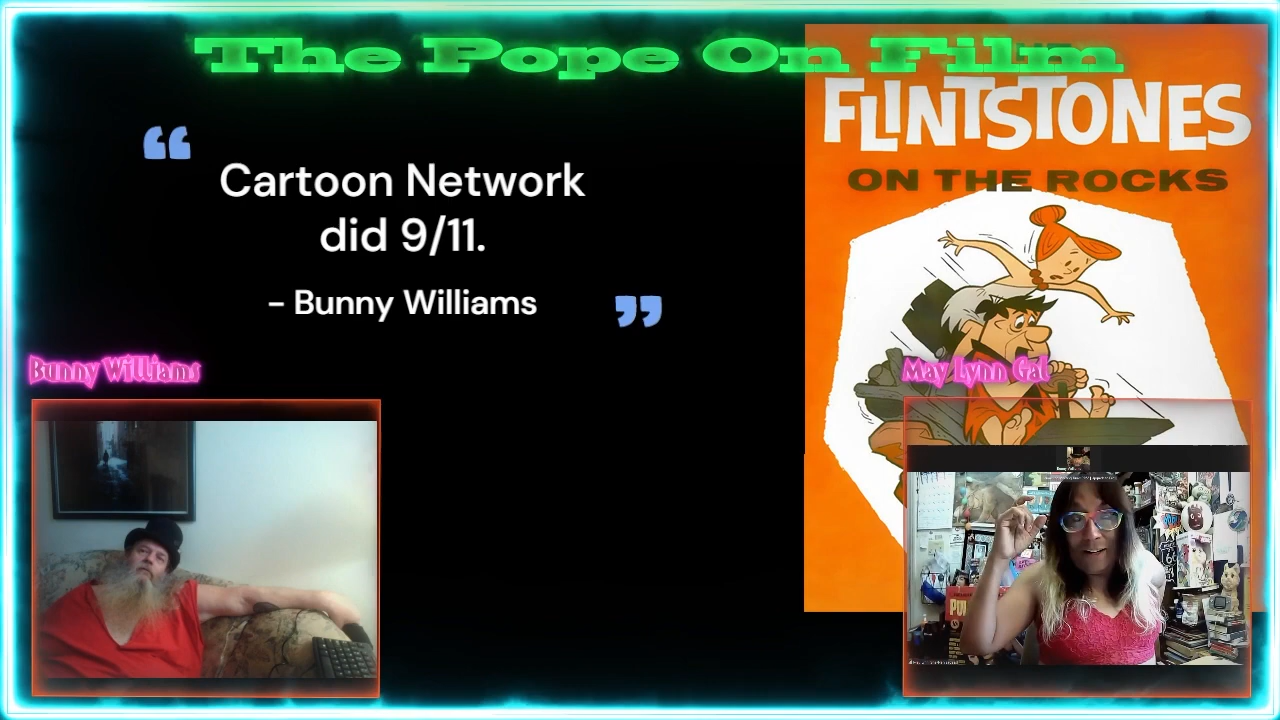 The Pope On Film
FLINTSTONES
ON THE ROCKS
“
Cartoon Network
did 9/11.
- Bunny Williams
”
Bunny Williams
May Lynn Gal